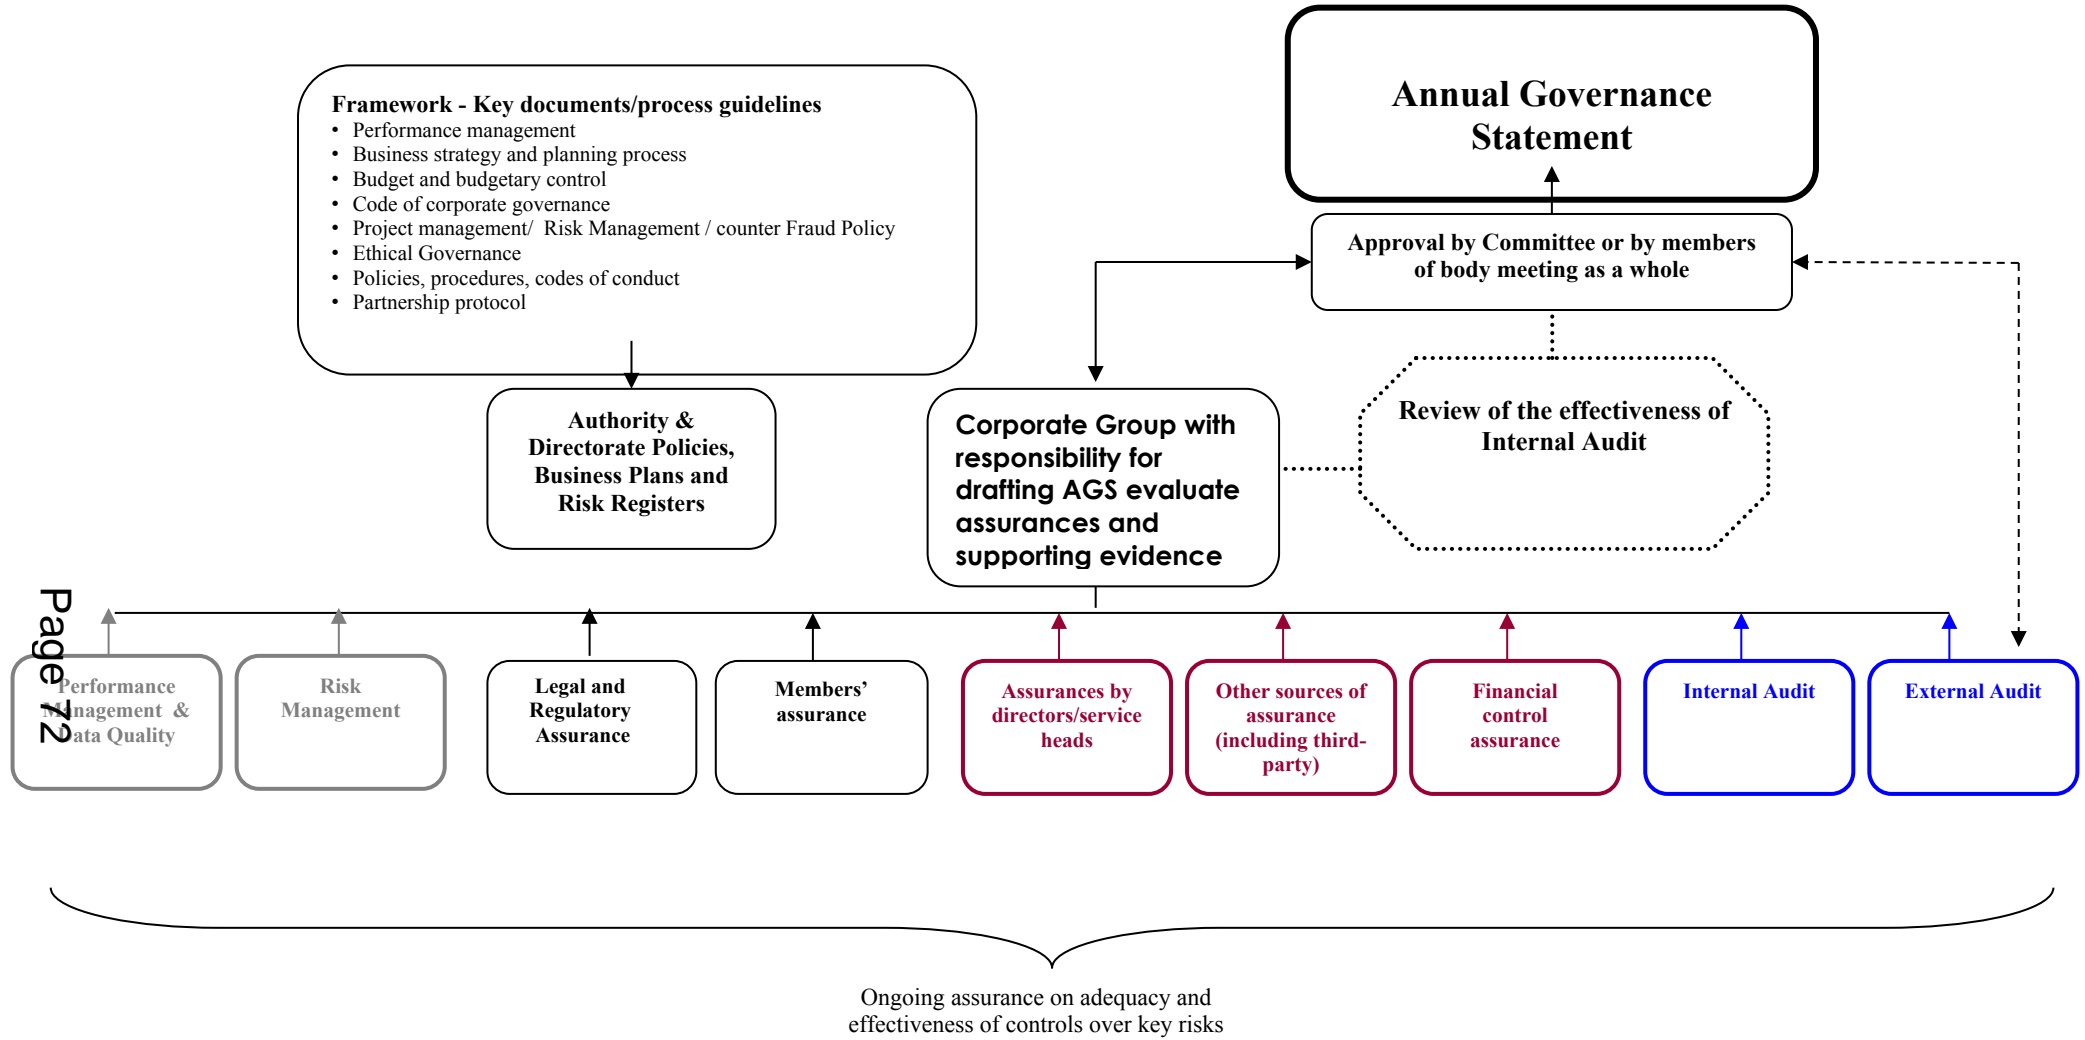 Annual Governance
Statement
Framework - Key documents/process guidelines
• Performance management
• Business strategy and planning process
• Budget and budgetary control
• Code of corporate governance
• Project management/ Risk Management / counter Fraud Policy
• Ethical Governance
• Policies, procedures, codes of conduct
• Partnership protocol
Approval by Committee or by members
of body meeting as a whole
Authority &
Directorate Policies,
Business Plans and
Risk Registers
Corporate Group with
responsibility for
drafting AGS evaluate
assurances and
supporting evidence
Review of the effectiveness of
Internal Audit
Page 72
Performance
Management &
Data Quality
Risk
Management
Legal and
Regulatory
Assurance
Members’
assurance
Assurances by
directors/service
heads
Other sources of
assurance
(including third-
party)
Financial
control
assurance
Internal Audit
External Audit
Ongoing assurance on adequacy and
effectiveness of controls over key risks